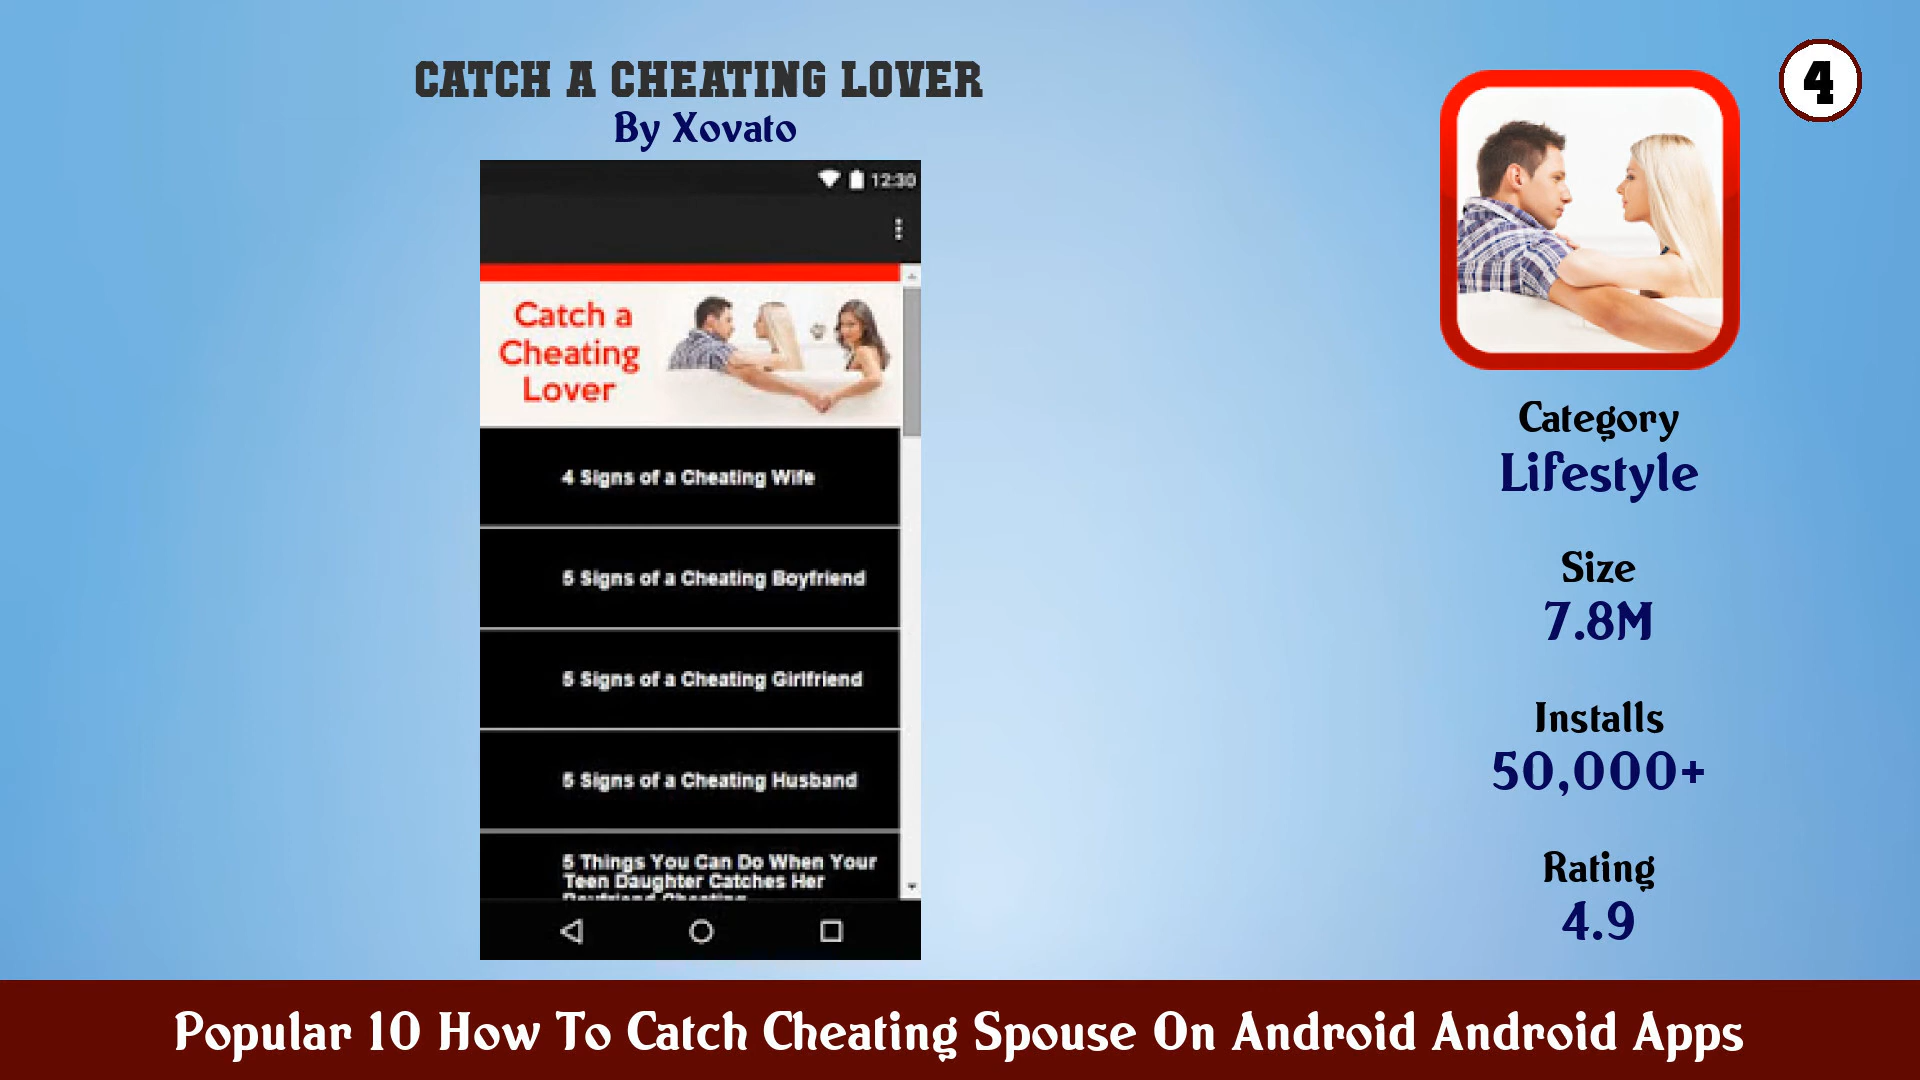 CATCH A CHEATING LOVER
By Xovato
4
12:30
Catch a
Cheating
Lover
4 Signs of a Cheating Wife
5 Signs of a Cheating Boyfriend
5 Signs of a Cheating Girlfriend
5 Signs of a Cheating Husband
5 Things You Can Do When Your
Teen Daughter Catches Her
Category
Lifestyle
Size
7.8M
Installs
50,000+
Rating
4.9
Popular 10 How To Catch Cheating Spouse On Android Android Apps